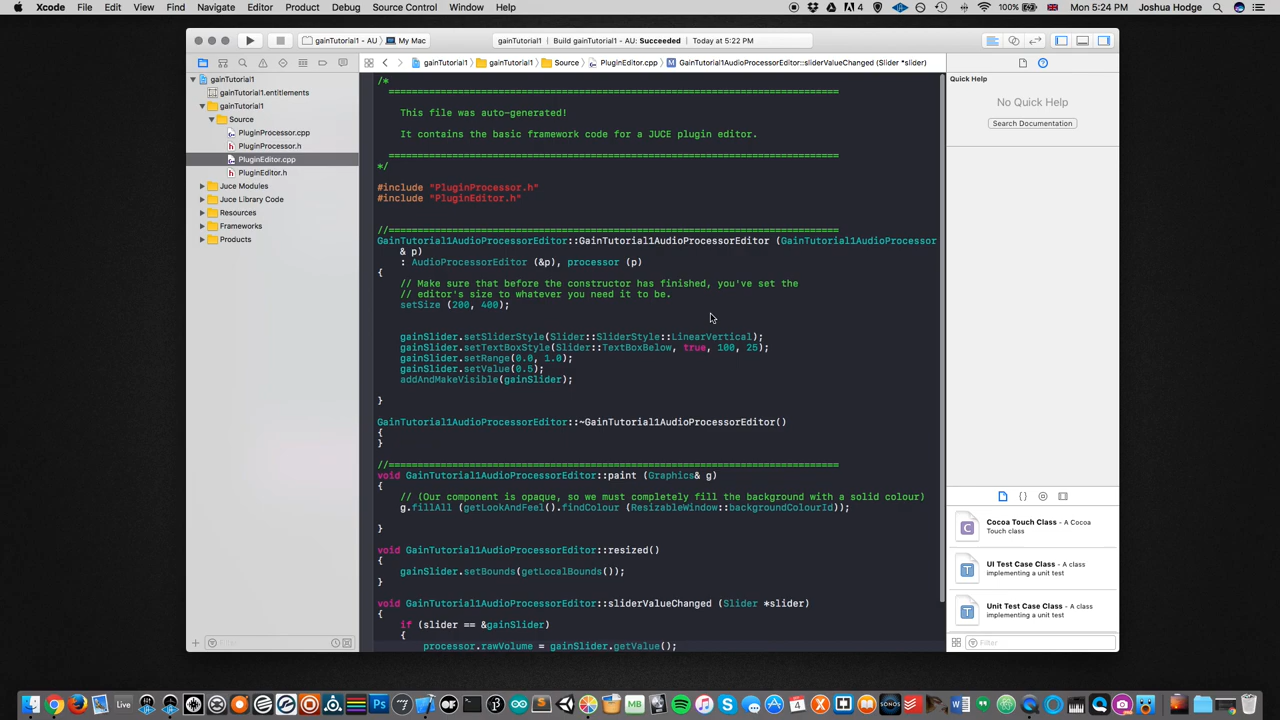 Xcode File Edit View Find Navigate Editor Product Debug Source Control Window Help
4 100% Mon 5:24 PM Joshua Hodge
gainTutorial1 - AU My Mac
gainTutorial1 | Build gainTutorial1 - AU: Succeeded | Today at 5:22 PM
gainTutorial1 gainTutorial1 Source PluginEditor.cpp M GainTutorial1AudioProcessorEditor::sliderValueChanged (Slider *slider)
gainTutorial1
gainTutorial1.entitlements
gainTutorial1
Source
PluginProcessor.cpp
PluginProcessor.h
PluginEditor.cpp
PluginEditor.h
Juce Modules
Juce Library Code
Resources
Frameworks
Products
Filter
/*
==============================================================================
This file was auto-generated!
It contains the basic framework code for a JUCE plugin editor.
==============================================================================
*/
#include "PluginProcessor.h"
#include "PluginEditor.h"
//==============================================================================
GainTutorial1AudioProcessorEditor::GainTutorial1AudioProcessorEditor (GainTutorial1AudioProcessor
& p)
: AudioProcessorEditor (&p), processor (p)
{
// Make sure that before the constructor has finished, you've set the
// editor's size to whatever you need it to be.
setSize (200, 400);
gainSlider.setSliderStyle(Slider::SliderStyle::LinearVertical);
gainSlider.setTextBoxStyle(Slider::TextBoxBelow, true, 100, 25);
gainSlider.setRange(0.0, 1.0);
gainSlider.setValue(0.5);
addAndMakeVisible(gainSlider);
}
GainTutorial1AudioProcessorEditor::~GainTutorial1AudioProcessorEditor()
{
}
//==============================================================================
void GainTutorial1AudioProcessorEditor::paint (Graphics& g)
{
// (Our component is opaque, so we must completely fill the background with a solid colour)
g.fillAll (getLookAndFeel().findColour (ResizableWindow::backgroundColourId));
}
void GainTutorial1AudioProcessorEditor::resized()
{
gainSlider.setBounds(getLocalBounds());
}
void GainTutorial1AudioProcessorEditor::sliderValueChanged (Slider *slider)
{
if (slider == &gainSlider)
{
processor.rawVolume = gainSlider.getValue();
Quick Help
No Quick Help
Search Documentation
{}
C
Cocoa Touch Class - A Cocoa
Touch class
T
UI Test Case Class - A class
implementing a unit test
T
Unit Test Case Class - A class
implementing a unit test
Filter
Live
Ps
MB
SONOS